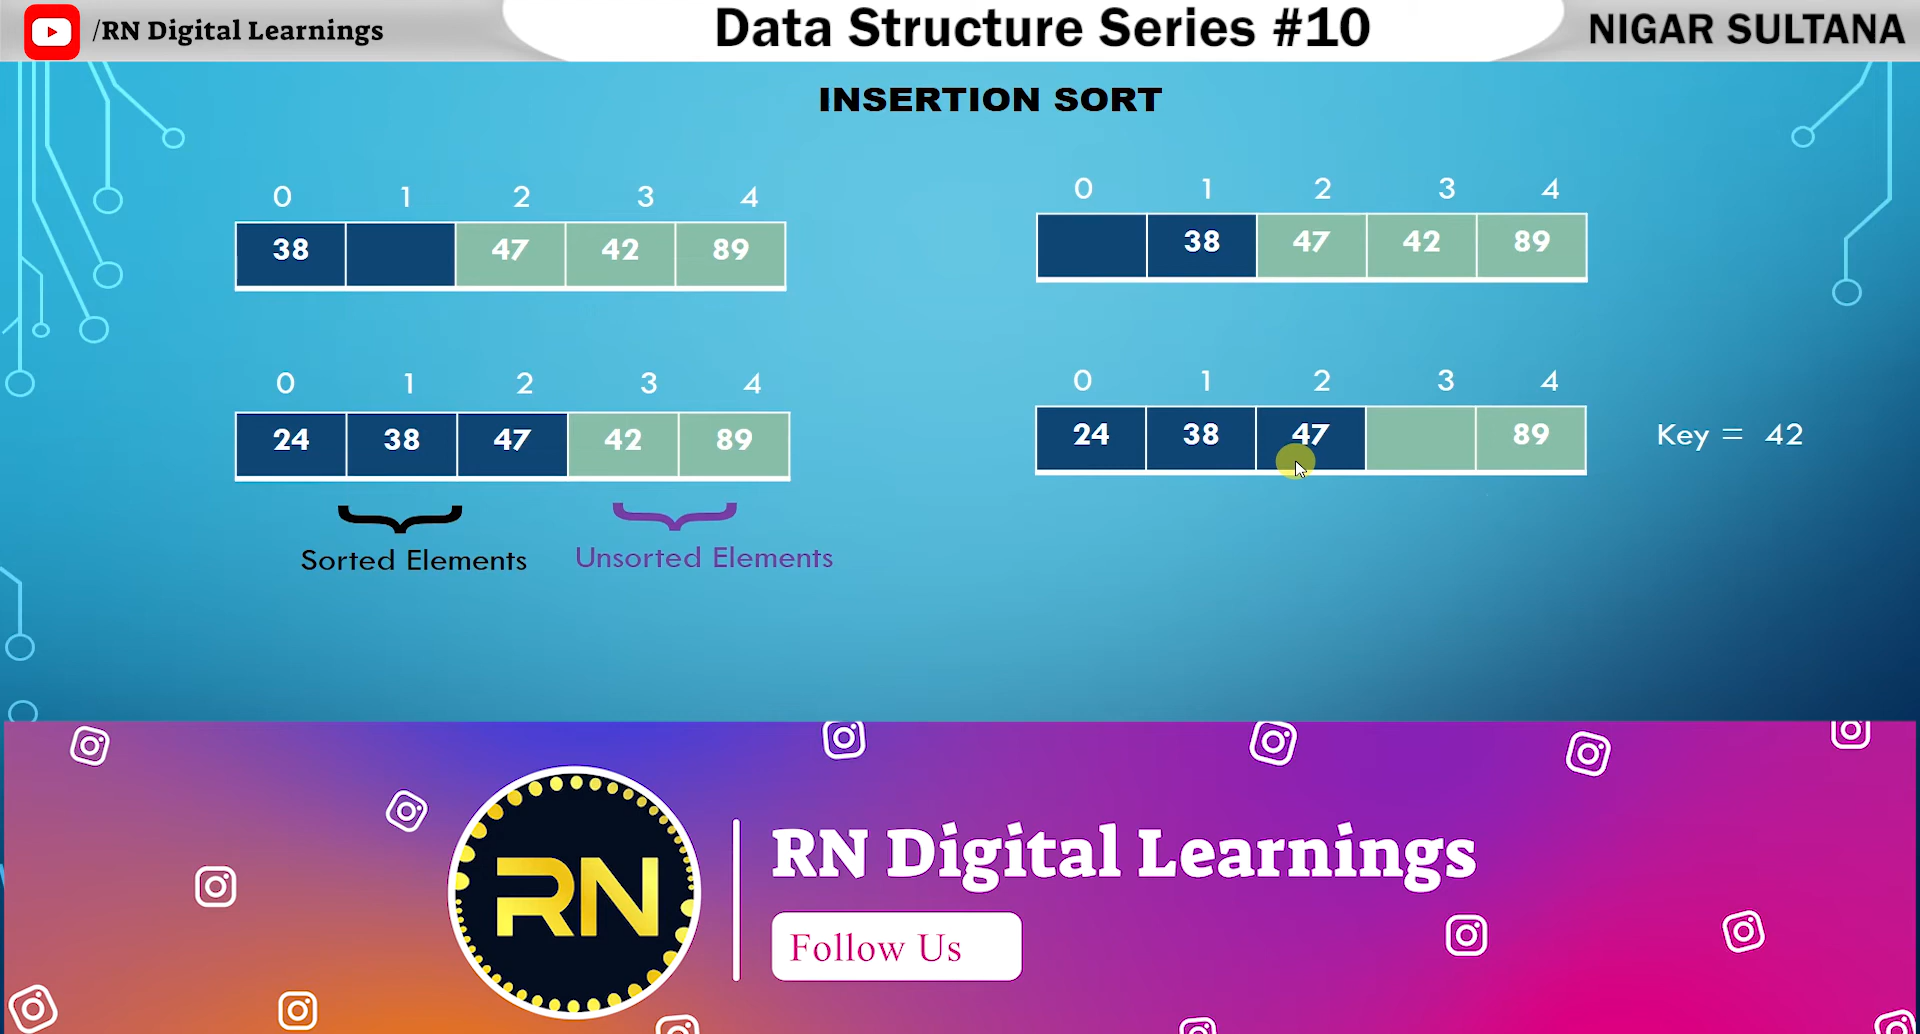 /RN Digital Learnings
Data Structure Series #10
NIGAR SULTANA
INSERTION SORT
0 1 2 3 4
38 47 42 89
0 1 2 3 4
38 47 42 89
0 1 2 3 4
24 38 47 42 89
Sorted Elements
Unsorted Elements
0 1 2 3 4
24 38 47 89
Key = 42
RN
RN Digital Learnings
Follow Us